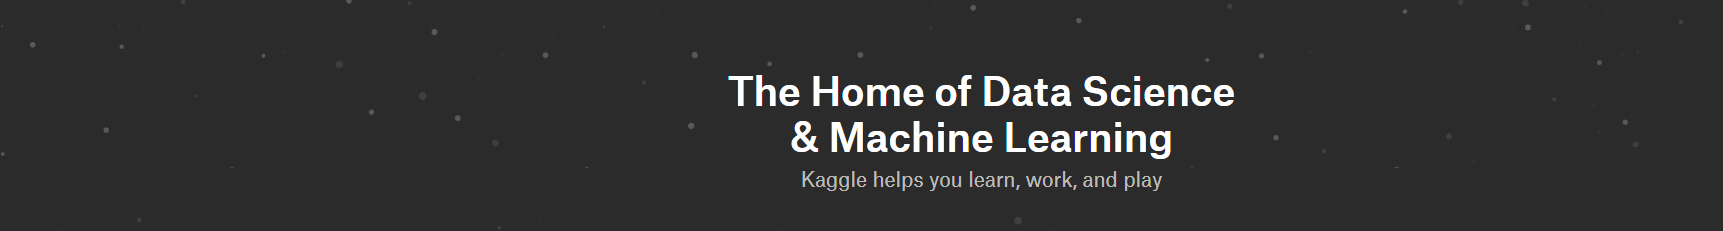 The Home of Data Science
& Machine Learning
Kaggle helps you learn, work, and play